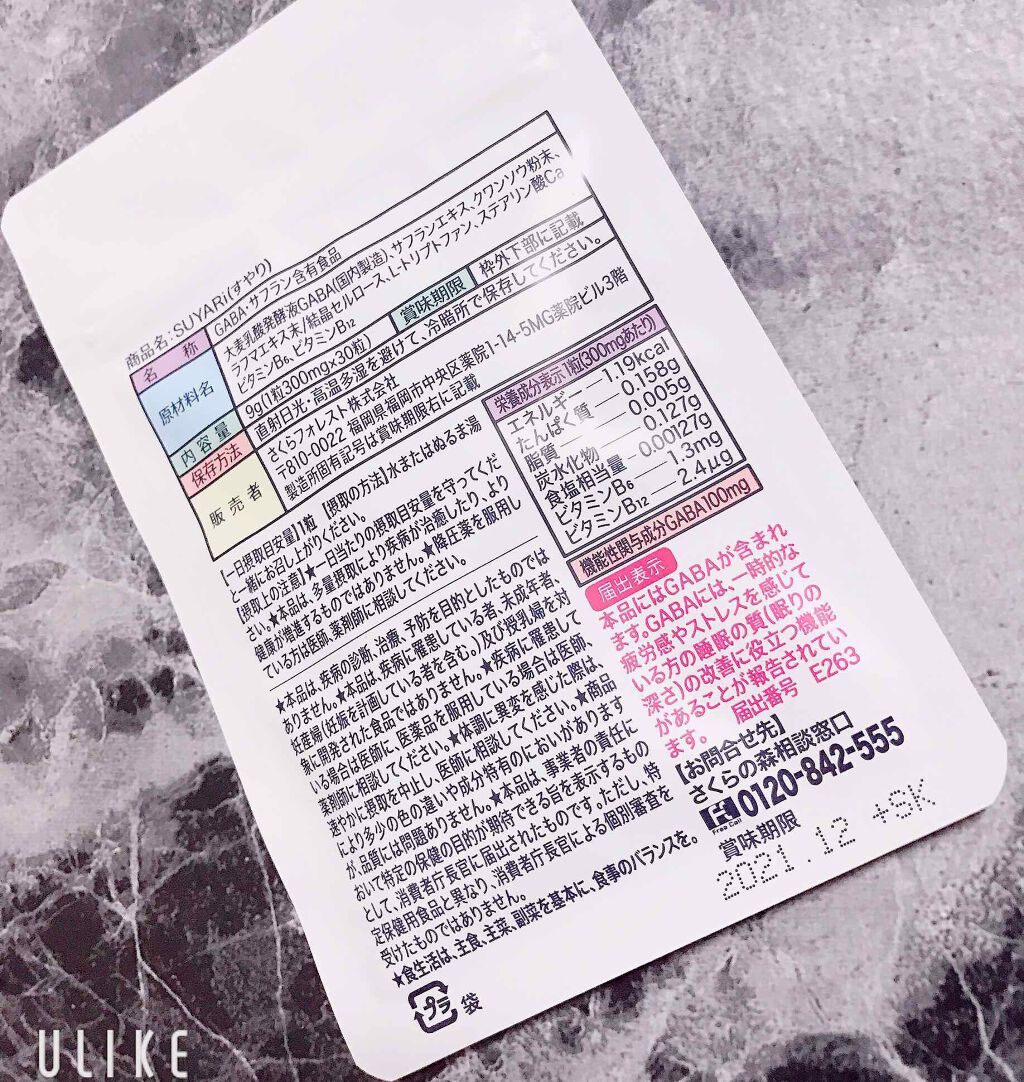 商品名:SUYARi(すやり)
名 称 GABA・サフラン含有食品
原材料名 大麦乳酸発酵液GABA(国内製造)、サフランエキス、クワンソウ粉末、
ラフマエキス末/結晶セルロース、L-トリプトファン、ステアリン酸Ca
ビタミンB₆、ビタミンB₁₂
内容量 9g(1粒300mg×30粒) 賞味期限 枠外下部に記載
保存方法 直射日光・高温多湿を避けて、冷暗所で保存してください。
販売者 さくらフォレスト株式会社
〒810-0022 福岡県福岡市中央区薬院1-14-5MG薬院ビル3階
製造所固有記号は賞味期限右に記載
【一日摂取目安量】1粒 【摂取の方法】水またはぬるま湯
と一緒にお召し上がりください。
【摂取上の注意】★一日当たりの摂取目安量を守ってくだ
さい。★本品は、多量摂取により疾病が治癒したり、より
健康が増進するものではありません。★降圧薬を服用し
ている方は医師、薬剤師に相談してください。
★本品は、疾病の診断、治療、予防を目的としたものでは
ありません。★本品は、疾病に罹患している者、未成年者、
妊産婦(妊娠を計画している者を含む。)及び授乳婦を対
象に開発された食品ではありません。★疾病に罹患して
いる場合は医師に、医薬品を服用している場合は医師、
薬剤師に相談してください。★体調に異変を感じた際は、
速やかに摂取を中止し、医師に相談してください。★商品
により多少の色の違いや成分特有のにおいがあります
が、品質には問題ありません。★本品は、事業者の責任に
おいて特定の保健の目的が期待できる旨を表示するもの
として、消費者庁長官に届出されたものです。ただし、特
定保健用食品と異なり、消費者庁長官による個別審査を
受けたものではありません。
★食生活は、主食、主菜、副菜を基本に、食事のバランスを。
プラ 袋
栄養成分表示 1粒(300mgあたり)
エネルギー 1.19kcal
たんぱく質 0.158g
脂質 0.005g
炭水化物 0.127g
食塩相当量 0.00127g
ビタミンB₆ 1.3mg
ビタミンB₁₂ 2.4μg
機能性関与成分GABA100mg
届出表示
本品にはGABAが含まれ
ます。GABAには、一時的な
疲労感やストレスを感じて
いる方の睡眠の質(眠りの
深さ)の改善に役立つ機能
があることが報告されてい
ます。 届出番号 E263
【お問合せ先】
さくらの森相談窓口
Free Call 0120-842-555
賞味期限
2021.12 +SK
ULIKE